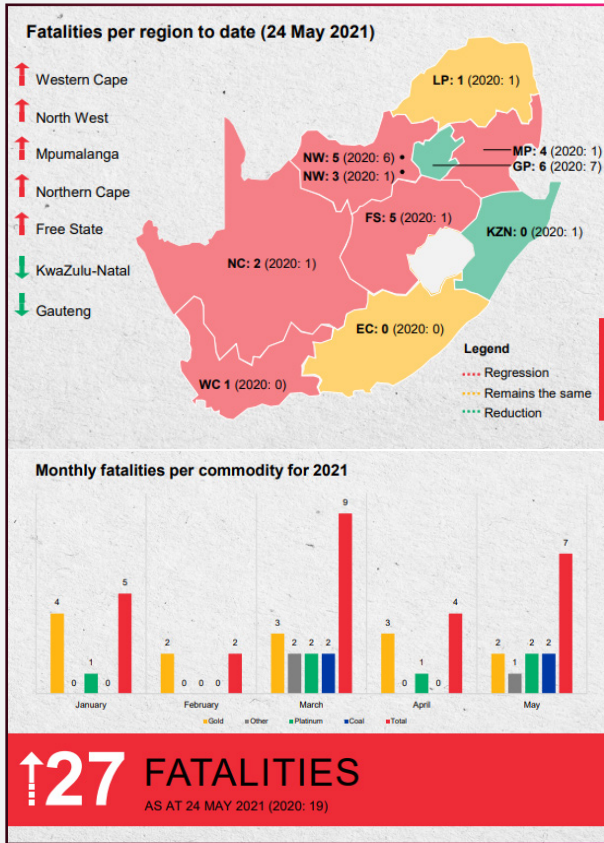 Fatalities per region to date (24 May 2021)
Western Cape
North West
Mpumalanga
Northern Cape
Free State
KwaZulu-Natal
Gauteng
LP: 1 (2020: 1)
NW: 5 (2020: 6)
NW: 3 (2020: 1)
MP: 4 (2020: 1)
GP: 6 (2020: 7)
FS: 5 (2020: 1)
KZN: 0 (2020: 1)
NC: 2 (2020: 1)
EC: 0 (2020: 0)
WC 1 (2020: 0)
Legend
Regression
Remains the same
Reduction
Monthly fatalities per commodity for 2021
4 0 1 0 5
2 0 0 0 2
3 2 2 2 9
3 0 1 0 4
2 1 2 2 7
January February March April May
Gold Other Platinum Coal Total
27 FATALITIES
AS AT 24 MAY 2021 (2020: 19)